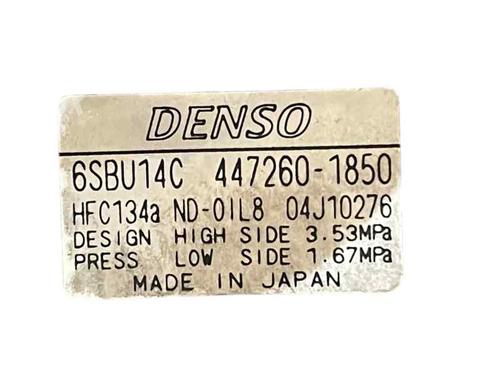 DENSO
6SBU14C 447260-1850
HFC134a ND-OIL8 04J10276
DESIGN HIGH SIDE 3.53MPa
PRESS LOW SIDE 1.67MPa
MADE IN JAPAN